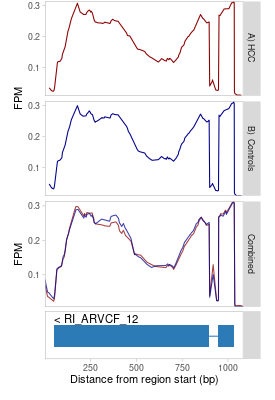 0.3
0.2
0.1
FPM
A) HCC
0.3
0.2
0.1
FPM
B) Controls
0.3
0.2
0.1
FPM
Combined
< RI_ARVCF_12
250 500 750 1000
Distance from region start (bp)